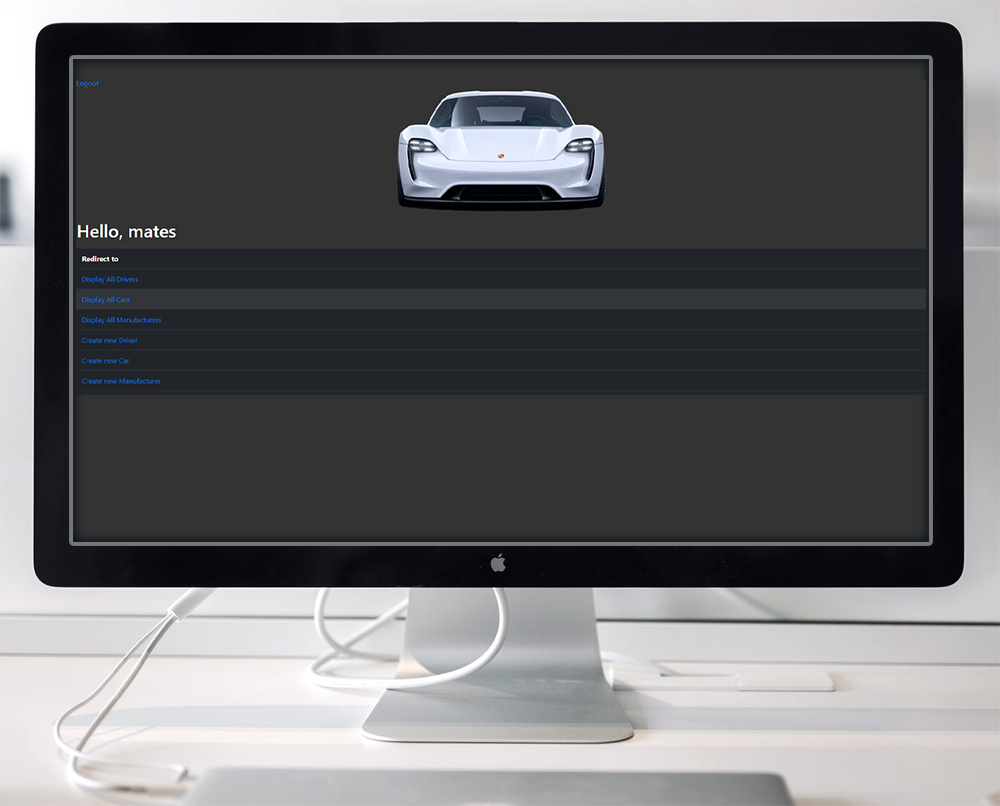 Logout
Hello, mates
Redirect to
Display All Drivers
Display All Cars
Display All Manufacturers
Create new Driver
Create new Car
Create new Manufacturer